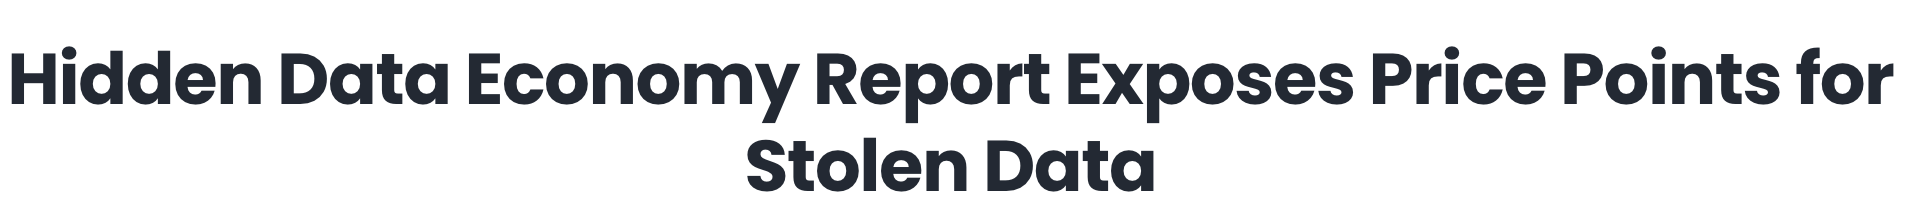 Hidden Data Economy Report Exposes Price Points for
Stolen Data